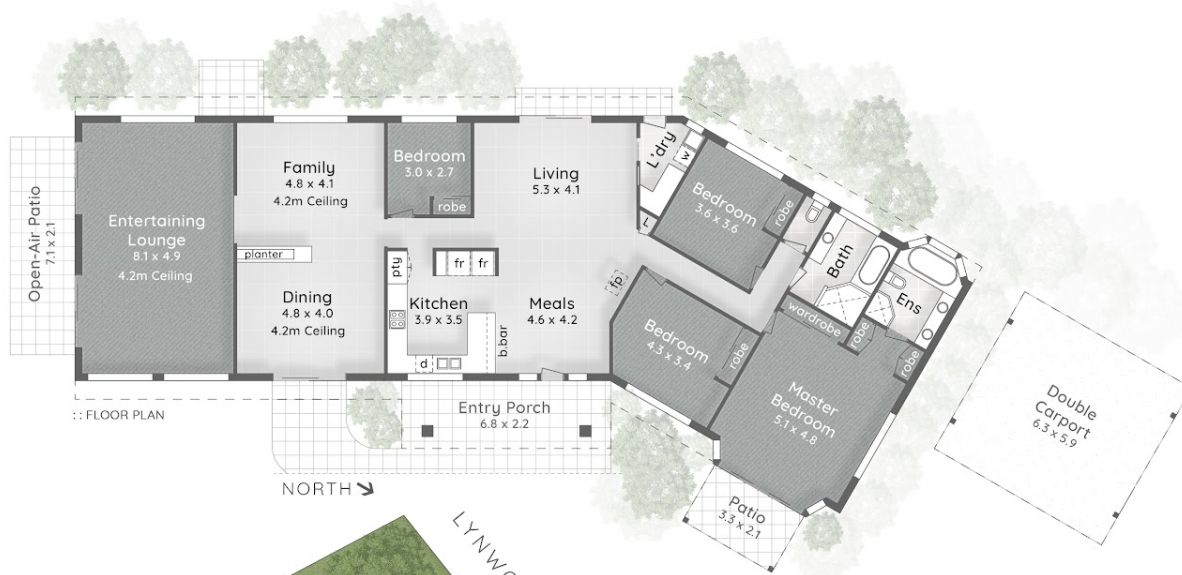 Open-Air Patio
7.1 x 2.1
Entertaining
Lounge
8.1 x 4.9
4.2m Ceiling
Family
4.8 x 4.1
4.2m Ceiling
planter
Dining
4.8 x 4.0
4.2m Ceiling
Bedroom
3.0 x 2.7
robe
Living
5.3 x 4.1
pty
fr
fr
Kitchen
3.9 x 3.5
d
b.bar
Meals
4.6 x 4.2
fp
L'dry
w
L
Bedroom
3.6 x 3.6
robe
Bath
Ens
wardrobe
robe
robe
Bedroom
4.3 x 3.4
robe
Master
Bedroom
5.1 x 4.8
Double
Carport
6.3 x 5.9
Entry Porch
6.8 x 2.2
Patio
3.3 x 2.1
:: FLOOR PLAN
NORTH